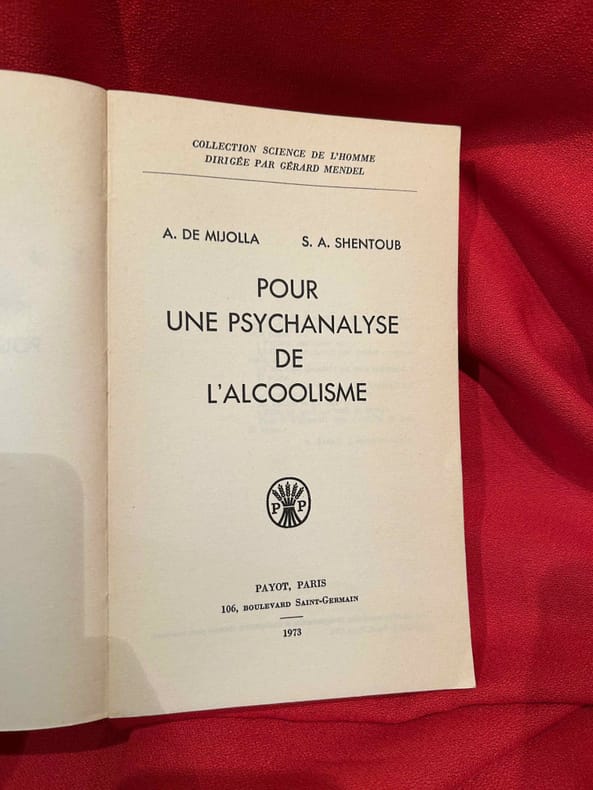 COLLECTION SCIENCE DE L'HOMME
DIRIGÉE PAR GÉRARD MENDEL
A. DE MIJOLLA S. A. SHENTOUB
POUR
UNE PSYCHANALYSE
DE
L'ALCOOLISME
P P
PAYOT, PARIS
106, BOULEVARD SAINT-GERMAIN
1973